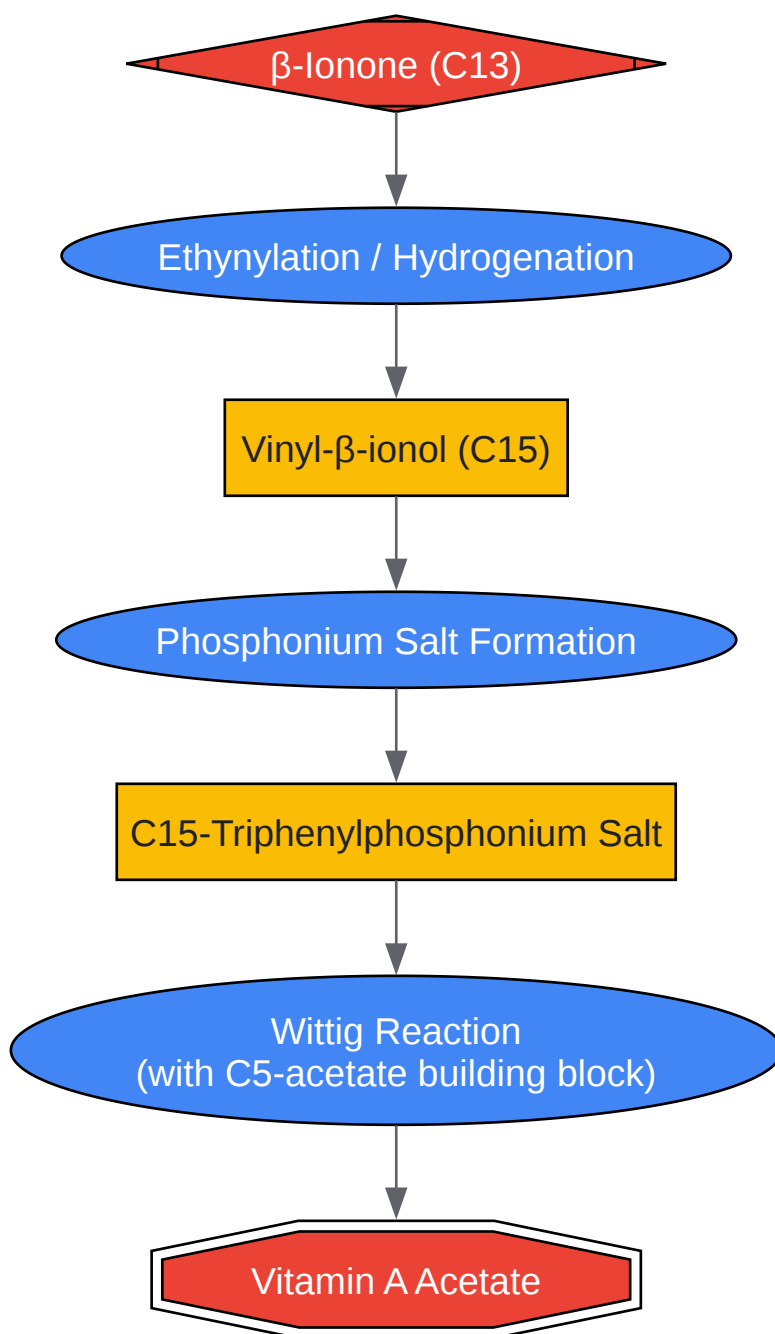 β-Ionone (C13)
Ethynylation / Hydrogenation
Vinyl-β-ionol (C15)
Phosphonium Salt Formation
C15-Triphenylphosphonium Salt
Wittig Reaction
(with C5-acetate building block)
Vitamin A Acetate